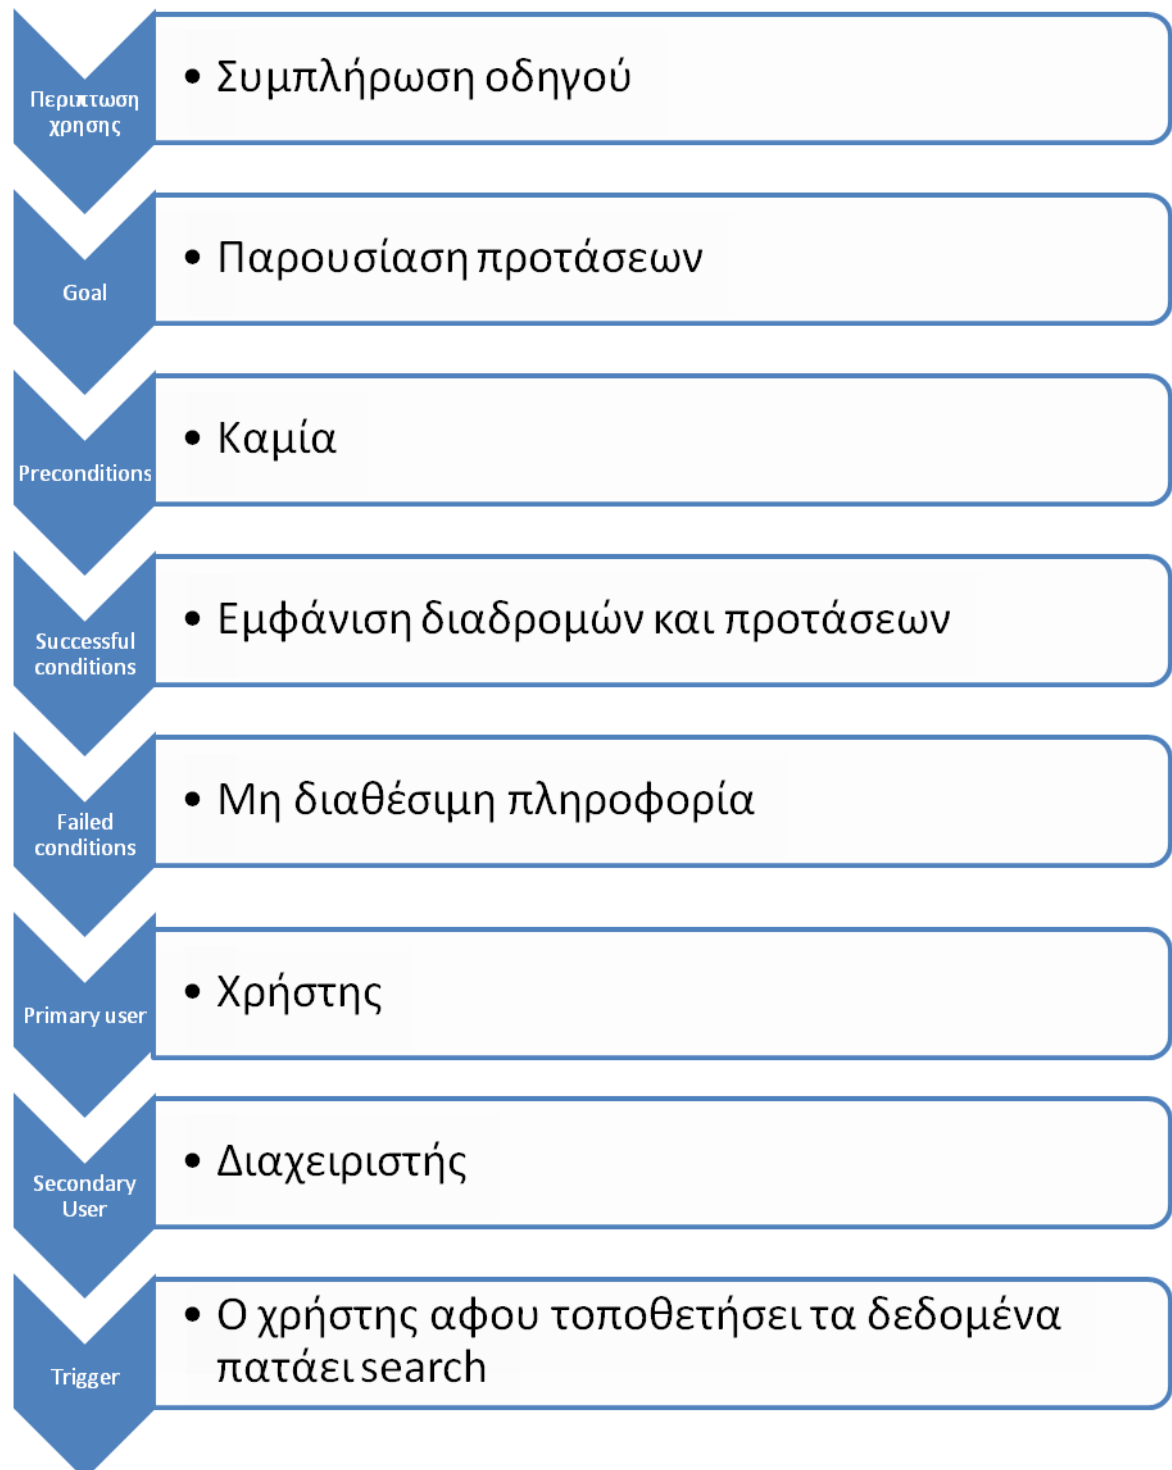 Περιπτωση
χρησης
• Συμπλήρωση οδηγού
Goal
• Παρουσίαση προτάσεων
Preconditions
• Καμία
Successful
conditions
• Εμφάνιση διαδρομών και προτάσεων
Failed
conditions
• Μη διαθέσιμη πληροφορία
Primary user
• Χρήστης
Secondary
User
• Διαχειριστής
Trigger
• Ο χρήστης αφου τοποθετήσει τα δεδομένα
πατάει search